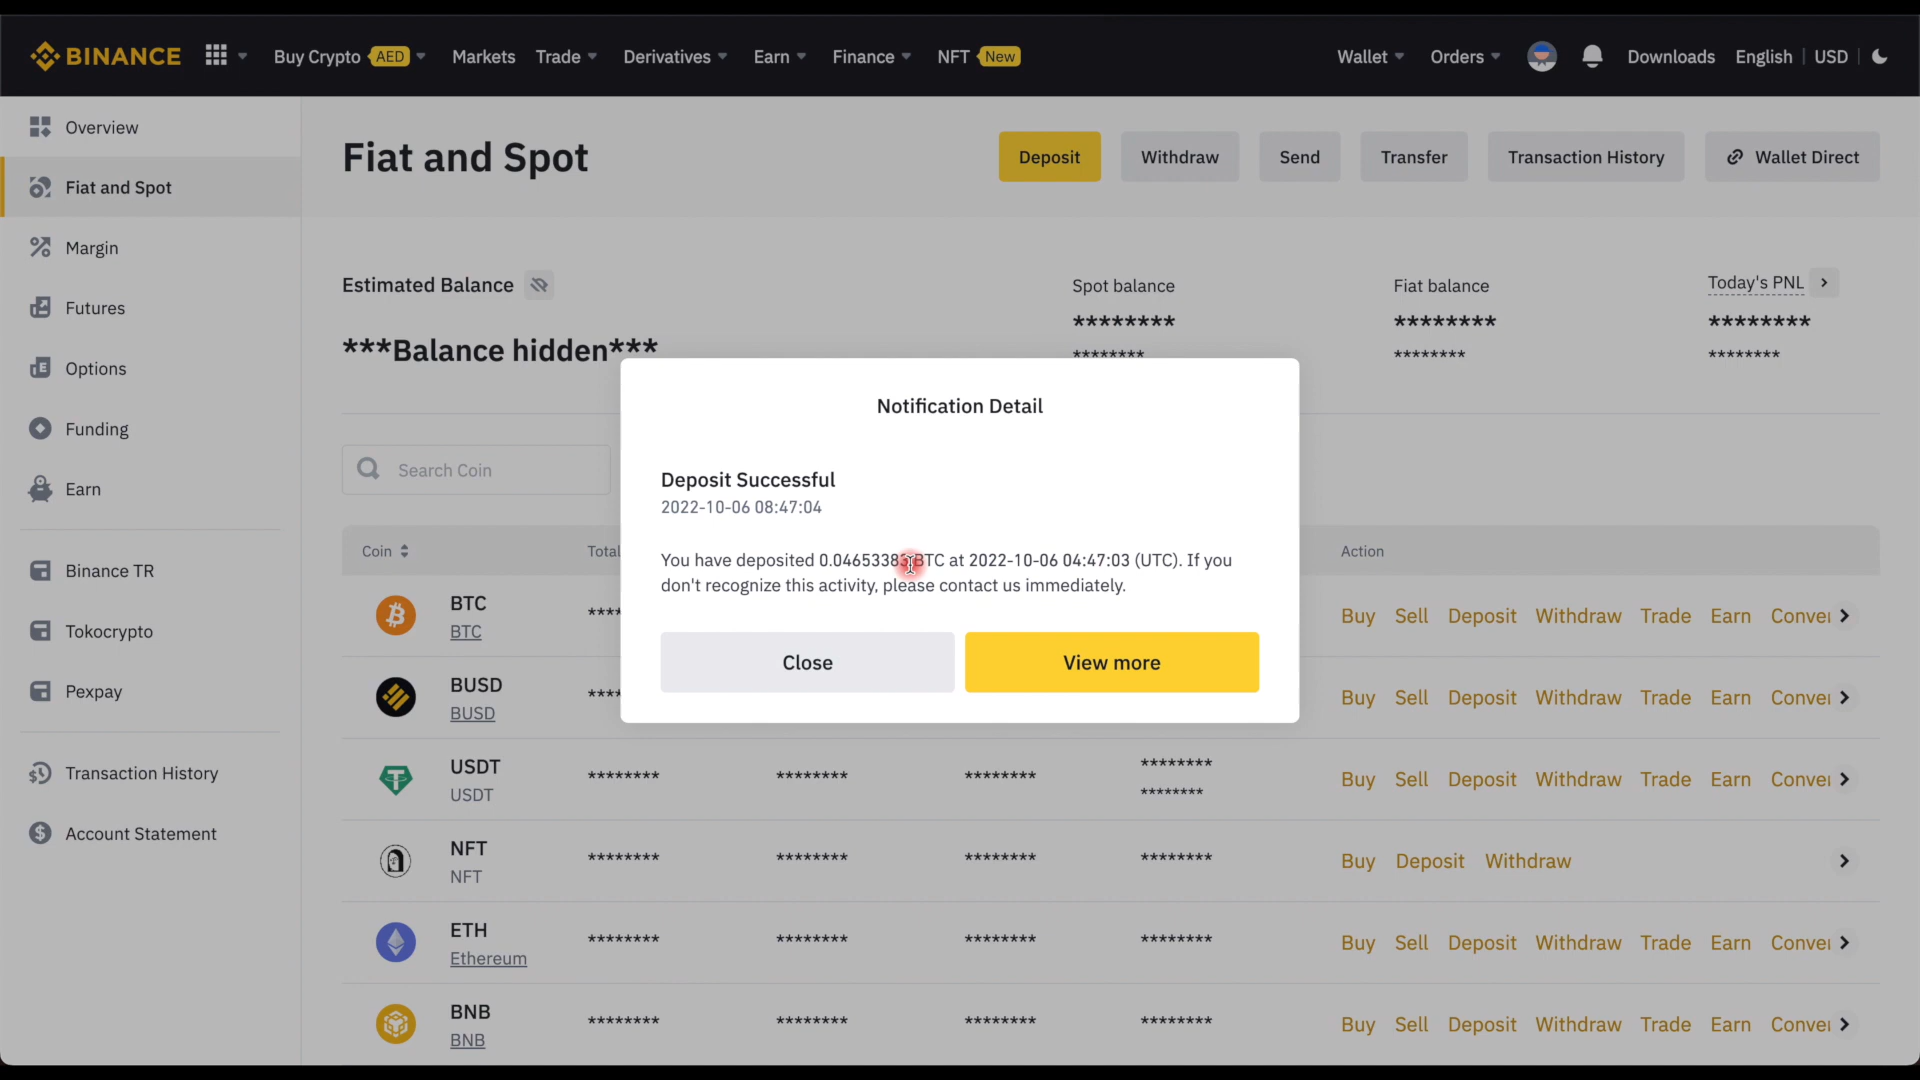 BINANCE Buy Crypto AED Markets Trade Derivatives Earn Finance NFT New Wallet Orders Downloads English USD
Overview
Fiat and Spot
Margin
Futures
Options
Funding
Earn
Binance TR
Tokocrypto
Pexpay
Transaction History
Account Statement
Fiat and Spot Deposit Withdraw Send Transfer Transaction History Wallet Direct
Estimated Balance Spot balance Fiat balance Today's PNL
******** ******** ********
***Balance hidden*** ******** ******** ********
Search Coin
Notification Detail
Deposit Successful
2022-10-06 08:47:04
You have deposited 0.04653383 BTC at 2022-10-06 04:47:03 (UTC). If you
don't recognize this activity, please contact us immediately.
Close View more
Coin Total Action
BTC **** Buy Sell Deposit Withdraw Trade Earn
BTC
BUSD **** Buy Sell Deposit Withdraw Trade Earn
BUSD
USDT ******** ******** ******** ******** Buy Sell Deposit Withdraw Trade Earn
USDT ********
NFT ******** ******** ******** ******** Buy Deposit Withdraw
NFT
ETH ******** ******** ******** ******** Buy Sell Deposit Withdraw Trade Earn
Ethereum
BNB ******** ******** ******** ******** Buy Sell Deposit Withdraw Trade Earn
BNB